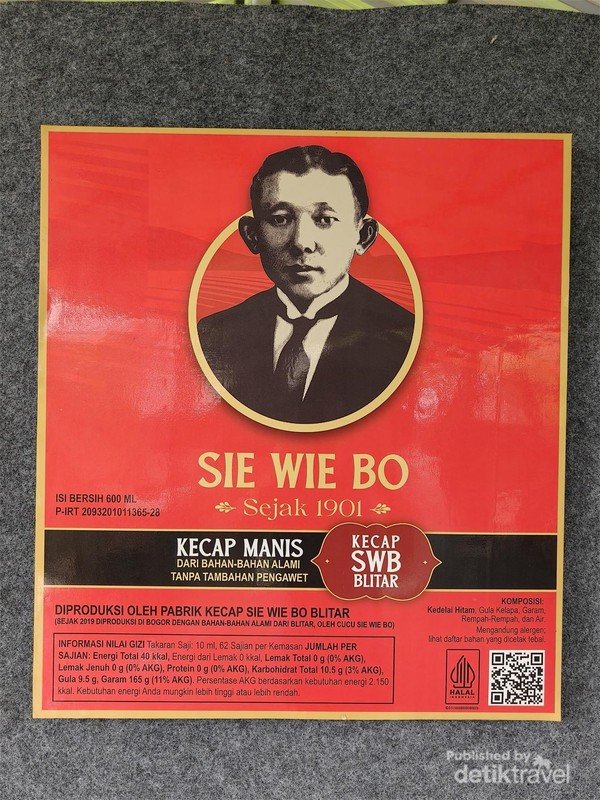 SIE WIE BO
Sejak 1901
ISI BERSIH 600 ML
P-IRT 2093201011365-28
KECAP MANIS
DARI BAHAN-BAHAN ALAMI
TANPA TAMBAHAN PENGAWET
KECAP
SWB
BLITAR
DIPRODUKSI OLEH PABRIK KECAP SIE WIE BO BLITAR
(SEJAK 2019 DIPRODUKSI DI BOGOR DENGAN BAHAN-BAHAN ALAMI DARI BLITAR, OLEH CUCU SIE WIE BO)
INFORMASI NILAI GIZI Takaran Saji: 10 ml, 62 Sajian per Kemasan JUMLAH PER
SAJIAN: Energi Total 40 kkal, Energi dari Lemak 0 kkal, Lemak Total 0 g (0% AKG),
Lemak Jenuh 0 g (0% AKG), Protein 0 g (0% AKG), Karbohidrat Total 10.5 g (3% AKG),
Gula 9.5 g, Garam 165 g (11% AKG). Persentase AKG berdasarkan kebutuhan energi 2.150
kkal. Kebutuhan energi Anda mungkin lebih tinggi atau lebih rendah.
KOMPOSISI:
Kedelai Hitam, Gula Kelapa, Garam,
Rempah-Rempah, dan Air.
Mengandung alergen;
lihat daftar bahan yang dicetak tebal.
HALAL
INDONESIA
Published by
detiktravel